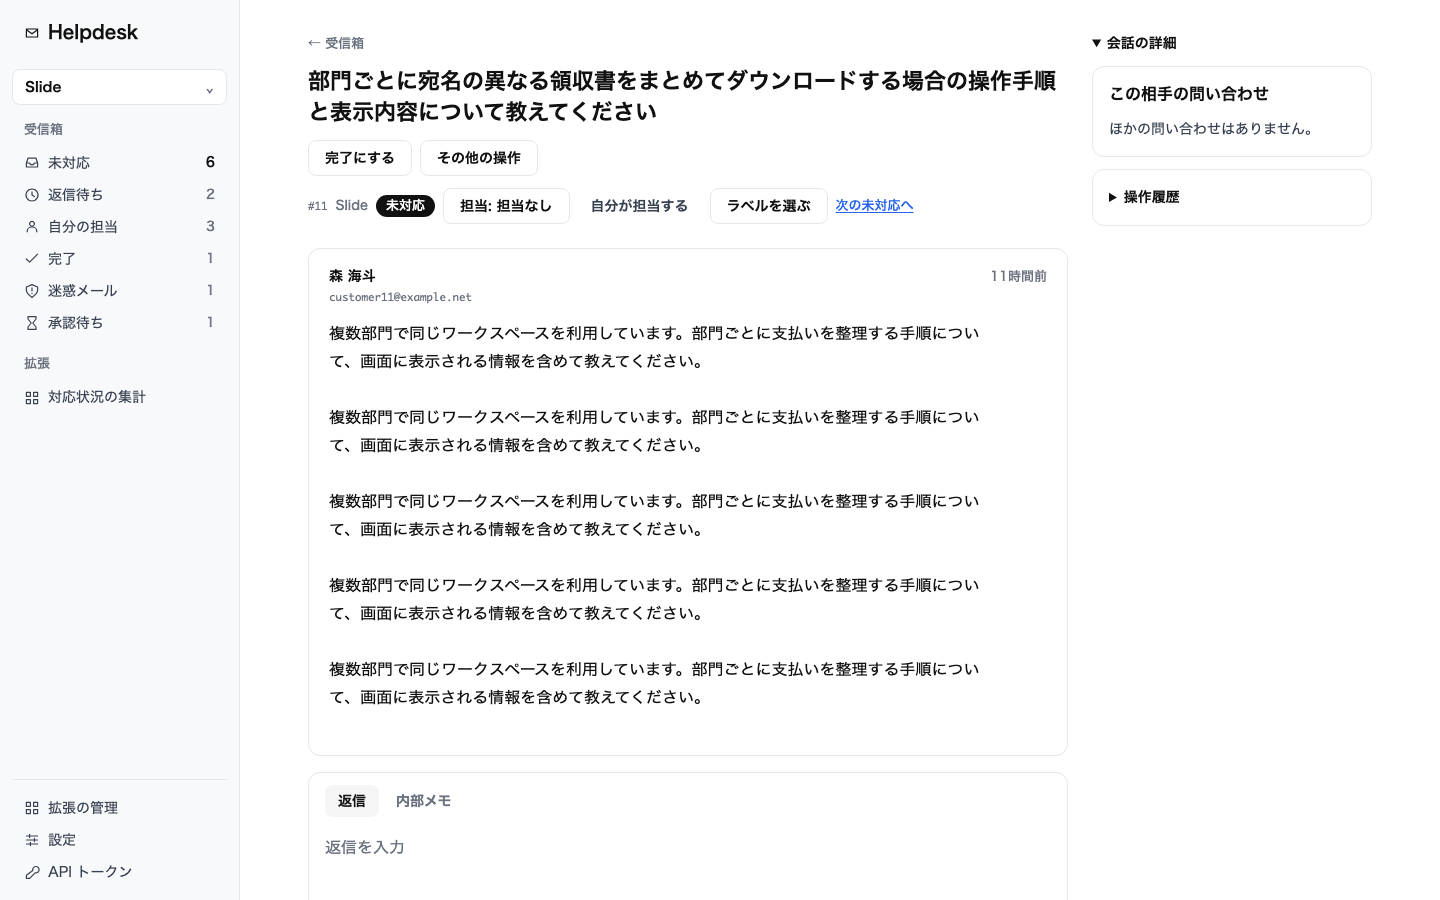 Helpdesk
Slide
受信箱
未対応 6
返信待ち 2
自分の担当 3
完了 1
迷惑メール 1
承認待ち 1
拡張
対応状況の集計
拡張の管理
設定
API トークン
← 受信箱
部門ごとに宛名の異なる領収書をまとめてダウンロードする場合の操作手順
と表示内容について教えてください
完了にする その他の操作
#11 Slide 未対応 担当: 担当なし 自分が担当する ラベルを選ぶ 次の未対応へ
森 海斗 11時間前
customer11@example.net
複数部門で同じワークスペースを利用しています。部門ごとに支払いを整理する手順につい
て、画面に表示される情報を含めて教えてください。
複数部門で同じワークスペースを利用しています。部門ごとに支払いを整理する手順につい
て、画面に表示される情報を含めて教えてください。
複数部門で同じワークスペースを利用しています。部門ごとに支払いを整理する手順につい
て、画面に表示される情報を含めて教えてください。
複数部門で同じワークスペースを利用しています。部門ごとに支払いを整理する手順につい
て、画面に表示される情報を含めて教えてください。
複数部門で同じワークスペースを利用しています。部門ごとに支払いを整理する手順につい
て、画面に表示される情報を含めて教えてください。
返信 内部メモ
返信を入力
▼ 会話の詳細
この相手の問い合わせ
ほかの問い合わせはありません。
▶ 操作履歴